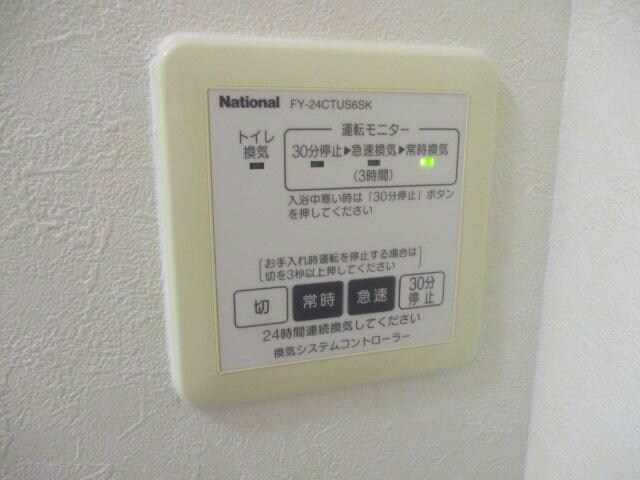 National FY-24CTUS6SK
トイレ
換気
運転モニター
30分停止▶急速換気▶常時換気
(3時間)
入浴中寒い時は「30分停止」ボタン
を押してください
お手入れ時運転を停止する場合は
切を3秒以上押してください
切 常時 急速 30分
停止
24時間連続換気してください
換気システムコントローラー